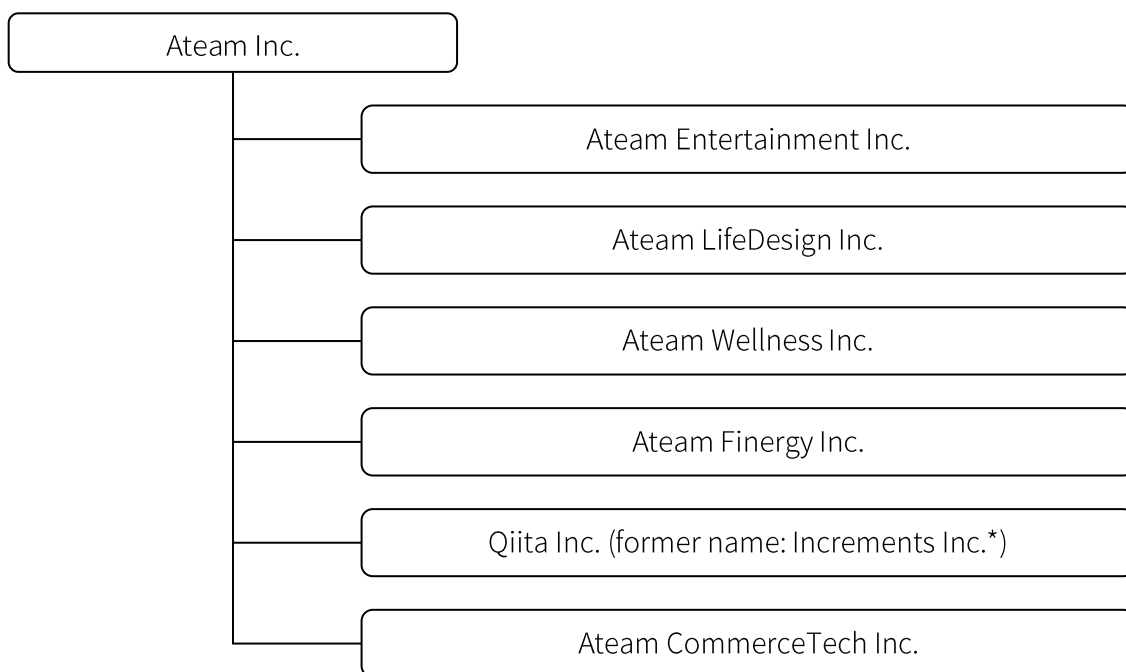 Ateam Inc.
Ateam Entertainment Inc.
Ateam LifeDesign Inc.
Ateam Wellness Inc.
Ateam Finergy Inc.
Qiita Inc. (former name: Increments Inc.*)
Ateam CommerceTech Inc.